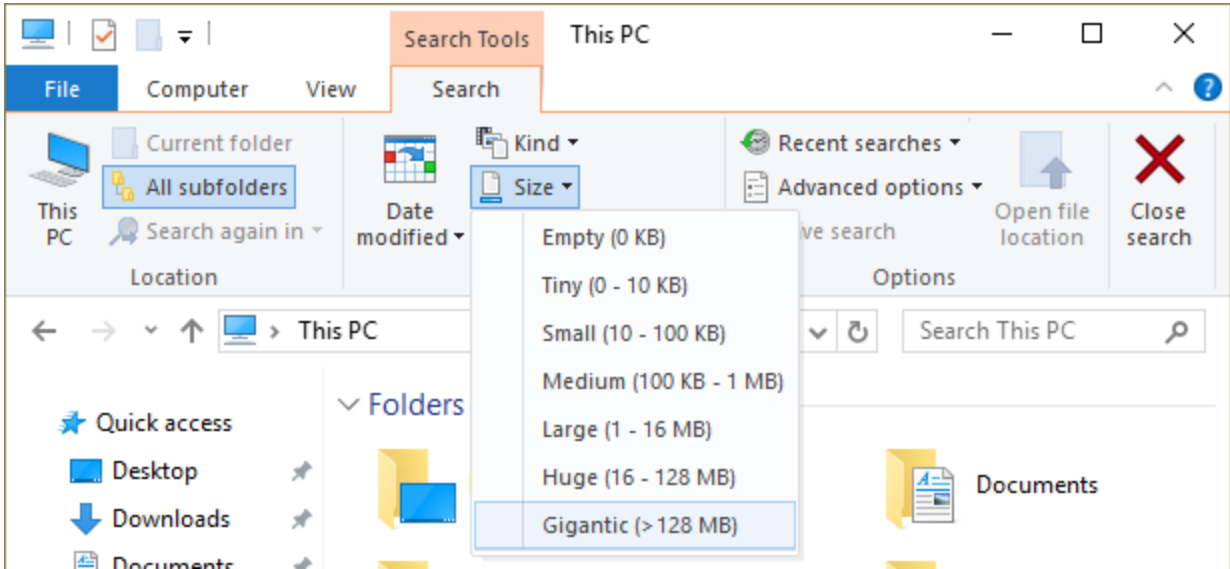 Search Tools
This PC
File
Computer
View
Search
Current folder
All subfolders
Search again in
This
PC
Location
Date
modified
Kind
Size
Empty (0 KB)
Tiny (0 - 10 KB)
Small (10 - 100 KB)
Medium (100 KB - 1 MB)
Large (1 - 16 MB)
Huge (16 - 128 MB)
Gigantic (>128 MB)
Recent searches
Advanced options
search
Options
Open file
location
Close
search
This PC
Search This PC
Quick access
Desktop
Downloads
Documents
Folders
Documents